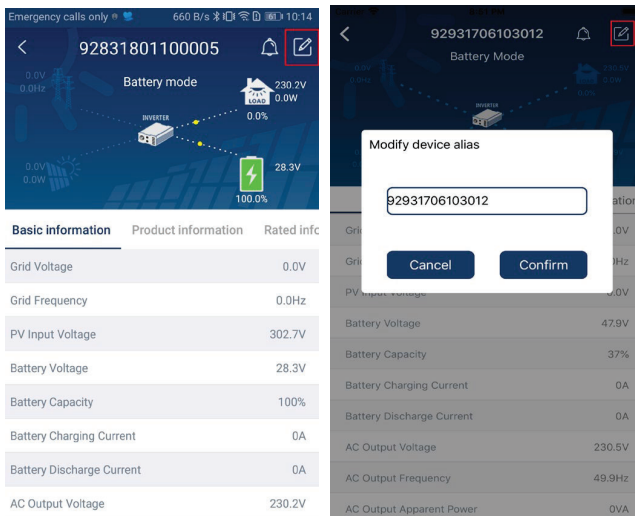 Emergency calls only
660 B/s
10:14
92831801100005
Battery mode
0.0V
0.0Hz
230.2V
0.0W
LOAD
0.0%
INVERTER
0.0V
0.0W
28.3V
100.0%
Basic information Product information Rated info
Grid Voltage 0.0V
Grid Frequency 0.0Hz
PV Input Voltage 302.7V
Battery Voltage 28.3V
Battery Capacity 100%
Battery Charging Current 0A
Battery Discharge Current 0A
AC Output Voltage 230.2V
92931706103012
Battery Mode
INVERTER
Modify device alias
92931706103012
Cancel Confirm
PV Input Voltage 0.0V
Battery Voltage 47.9V
Battery Capacity 37%
Battery Charging Current 0A
Battery Discharge Current 0A
AC Output Voltage 230.5V
AC Output Frequency 49.9Hz
AC Output Apparent Power 0VA